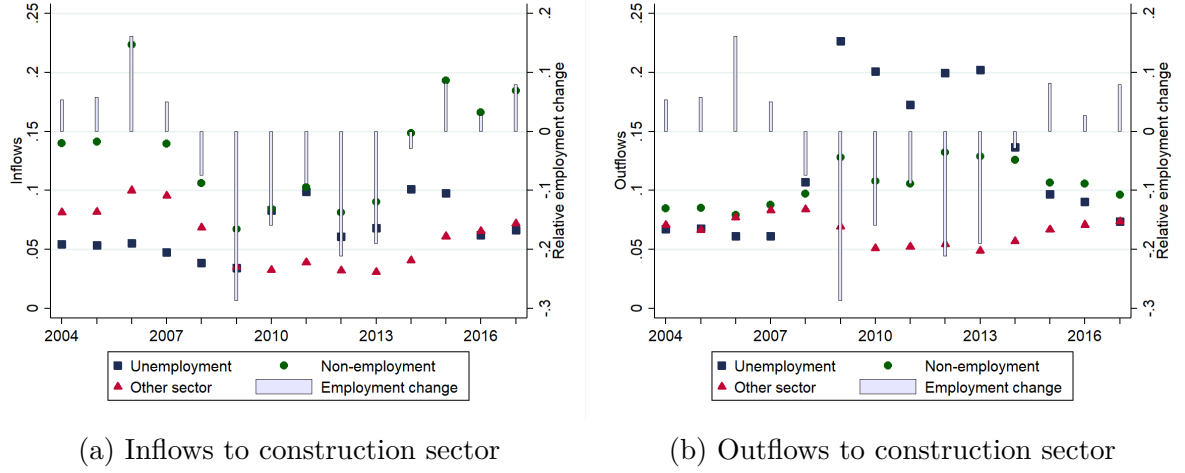 .25
.2
.15
.1
.05
0
Inflows
.2
.1
0
-.1
-.2
-.3
Relative employment change
2004 2007 2010 2013 2016
Unemployment Non-employment
Other sector Employment change
(a) Inflows to construction sector
.25
.2
.15
.1
.05
0
Outflows
.2
.1
0
-.1
-.2
-.3
Relative employment change
2004 2007 2010 2013 2016
Unemployment Non-employment
Other sector Employment change
(b) Outflows to construction sector